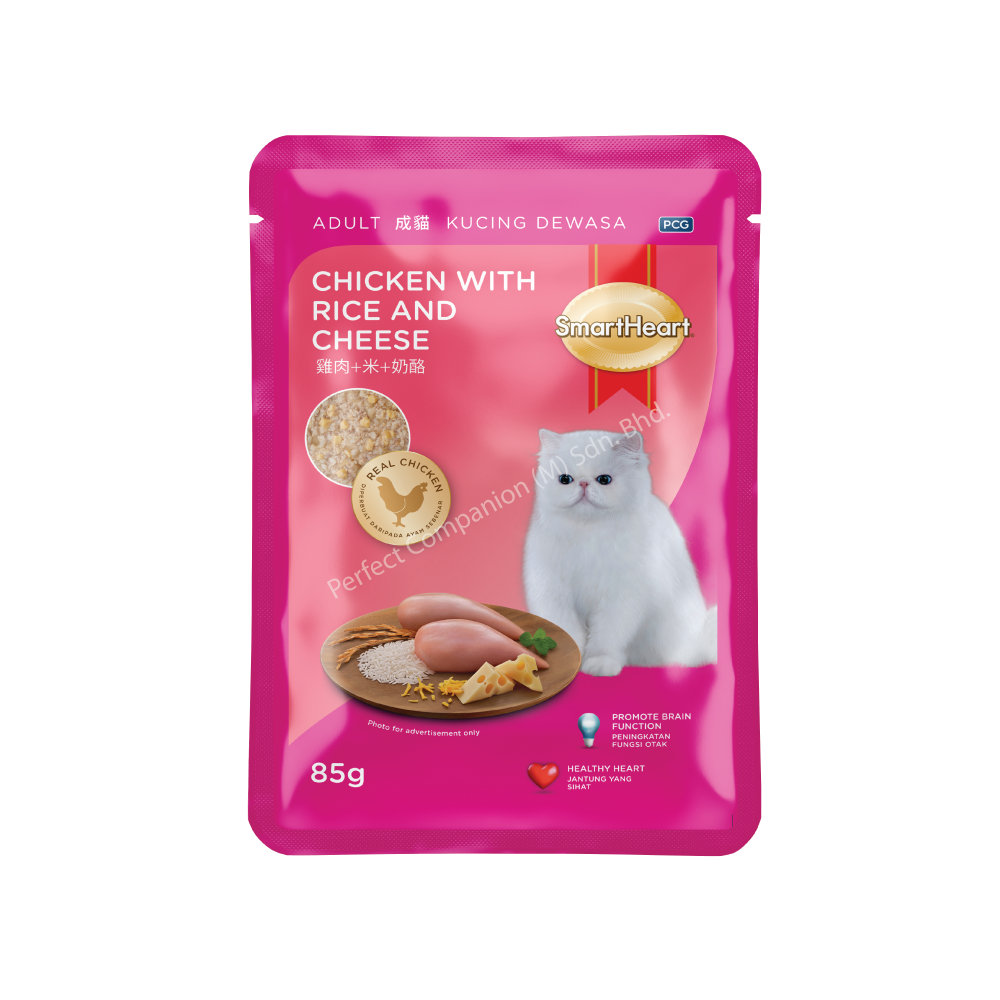 ADULT 成貓 KUCING DEWASA
PCG
CHICKEN WITH
RICE AND
CHEESE
雞肉+米+奶酪
SmartHeart
REAL CHICKEN
DIPERBUAT DARIPADA AYAM SEBENAR
Perfect Companion (M) Sdn. Bhd.
Photo for advertisement only
PROMOTE BRAIN
FUNCTION
PENINGKATAN
FUNGSI OTAK
85g
HEALTHY HEART
JANTUNG YANG
SIHAT